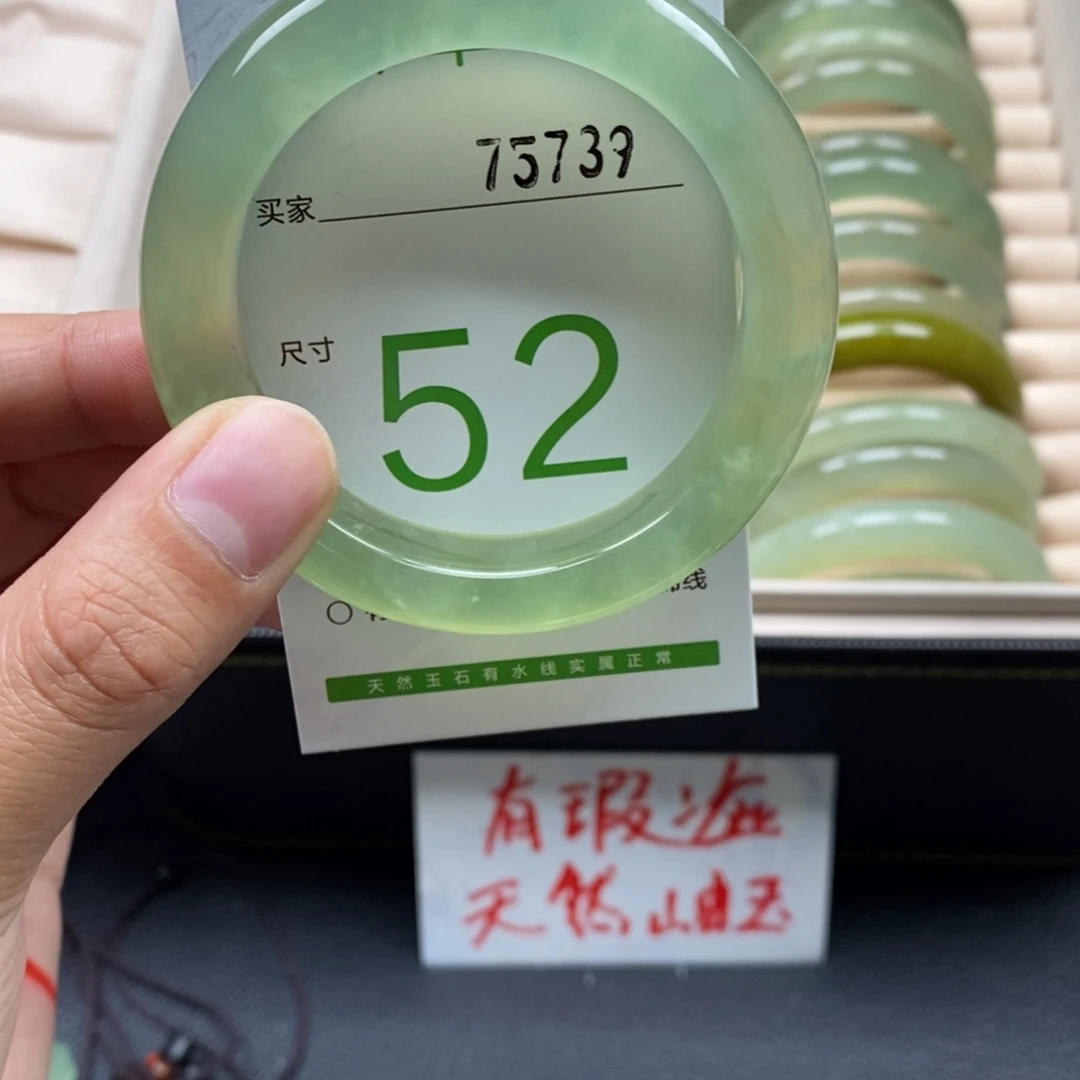 75739
买家
尺寸
52
天然玉石有水线实属正常
有瑕疵
天然岫玉